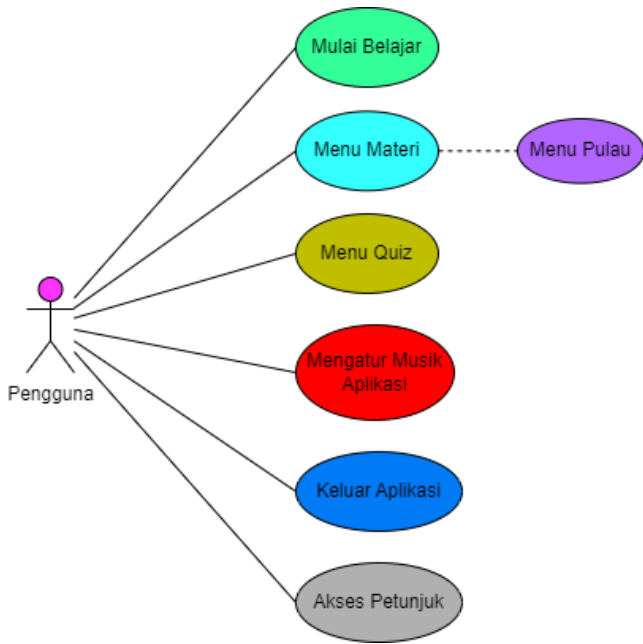 Mulai Belajar
Menu Materi
Menu Pulau
Menu Quiz
Mengatur Musik
Aplikasi
Pengguna
Keluar Aplikasi
Akses Petunjuk